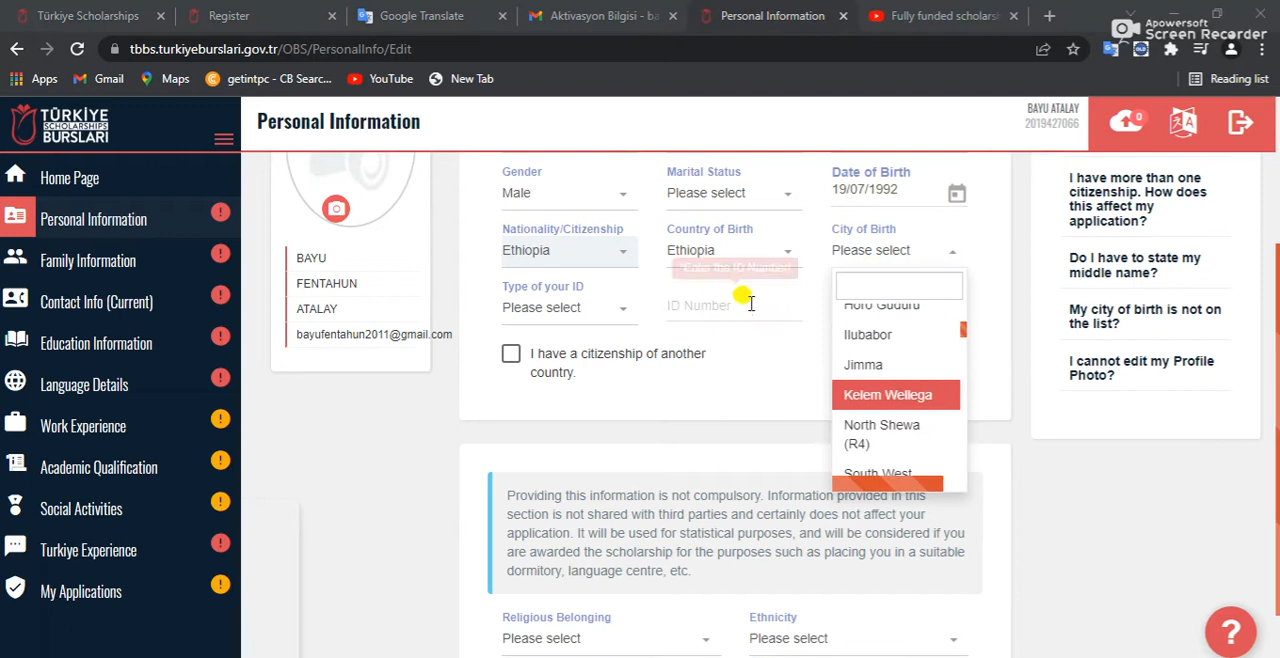 Türkiye Scholarships
Register
Google Translate
Aktivasyon Bilgisi - ba
Personal Information
Fully funded scholarsh
Apowersoft
Screen Recorder
tbbs.turkiyeburslari.gov.tr/OBS/PersonalInfo/Edit
Apps
Gmail
Maps
getintpc - CB Searc...
YouTube
New Tab
Reading list
TÜRKİYE
SCHOLARSHIPS
BURSLARI
Personal Information
BAYU ATALAY
2019427066
0
Home Page
Personal Information
Family Information
Contact Info (Current)
Education Information
Language Details
Work Experience
Academic Qualification
Social Activities
Turkiye Experience
My Applications
BAYU
FENTAHUN
ATALAY
bayufentahun2011@gmail.com
Gender
Male
Marital Status
Please select
Date of Birth
19/07/1992
Nationality/Citizenship
Ethiopia
Country of Birth
Ethiopia
City of Birth
Please select
*Enter the ID Number!
Type of your ID
Please select
ID Number
I have a citizenship of another
country.
Horo Guduru
Ilubabor
Jimma
Kelem Wellega
North Shewa
(R4)
South West
Providing this information is not compulsory. Information provided in this
section is not shared with third parties and certainly does not affect your
application. It will be used for statistical purposes, and will be considered if you
are awarded the scholarship for the purposes such as placing you in a suitable
dormitory, language centre, etc.
Religious Belonging
Please select
Ethnicity
Please select
I have more than one
citizenship. How does
this affect my
application?
Do I have to state my
middle name?
My city of birth is not
on the list?
I cannot edit my Profile
Photo?
?